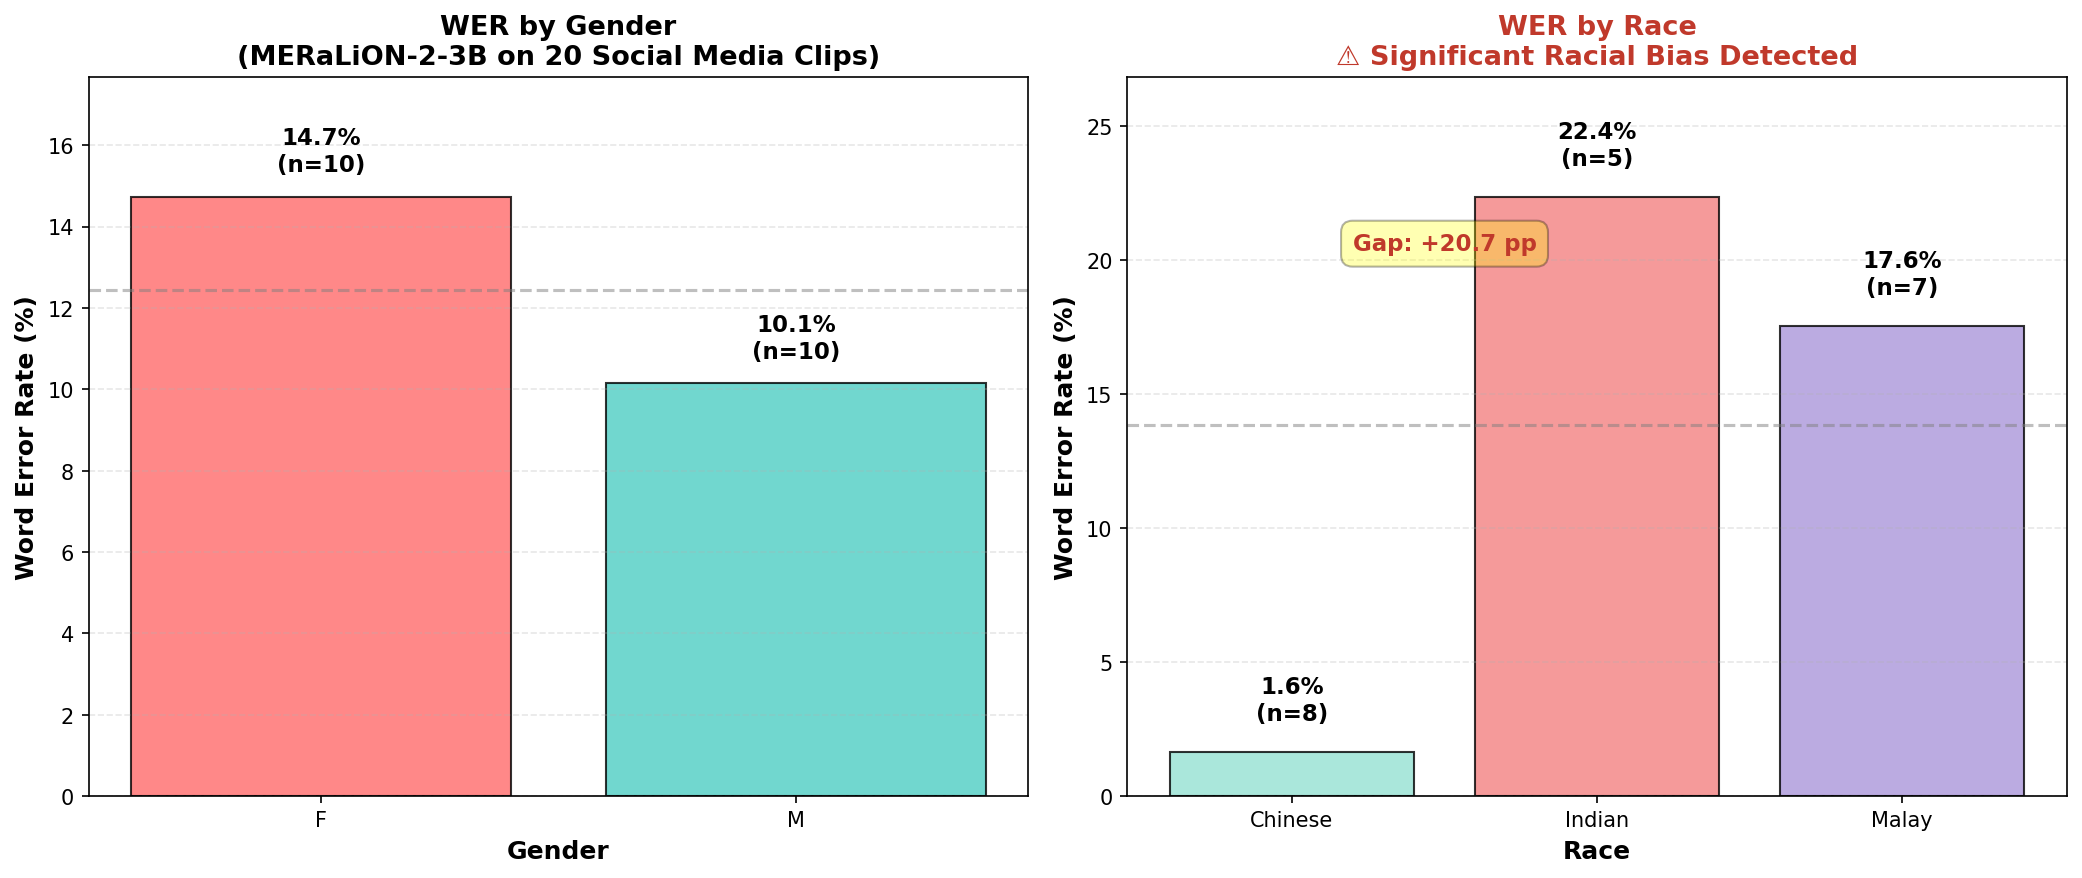 WER by Gender
(MERaLiON-2-3B on 20 Social Media Clips)
Word Error Rate (%)
16
14
12
10
8
6
4
2
0
14.7%
(n=10)
10.1%
(n=10)
F
M
Gender
WER by Race
⚠ Significant Racial Bias Detected
Word Error Rate (%)
25
20
15
10
5
0
22.4%
(n=5)
Gap: +20.7 pp
17.6%
(n=7)
1.6%
(n=8)
Chinese
Indian
Malay
Race